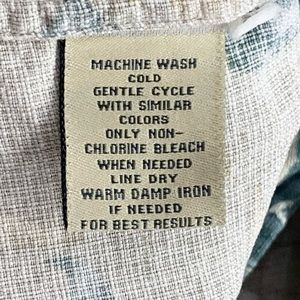 MACHINE WASH
COLD
GENTLE CYCLE
WITH SIMILAR
COLORS
ONLY NON-
CHLORINE BLEACH
WHEN NEEDED
LINE DRY
WARM DAMP IRON
IF NEEDED
FOR BEST RESULTS